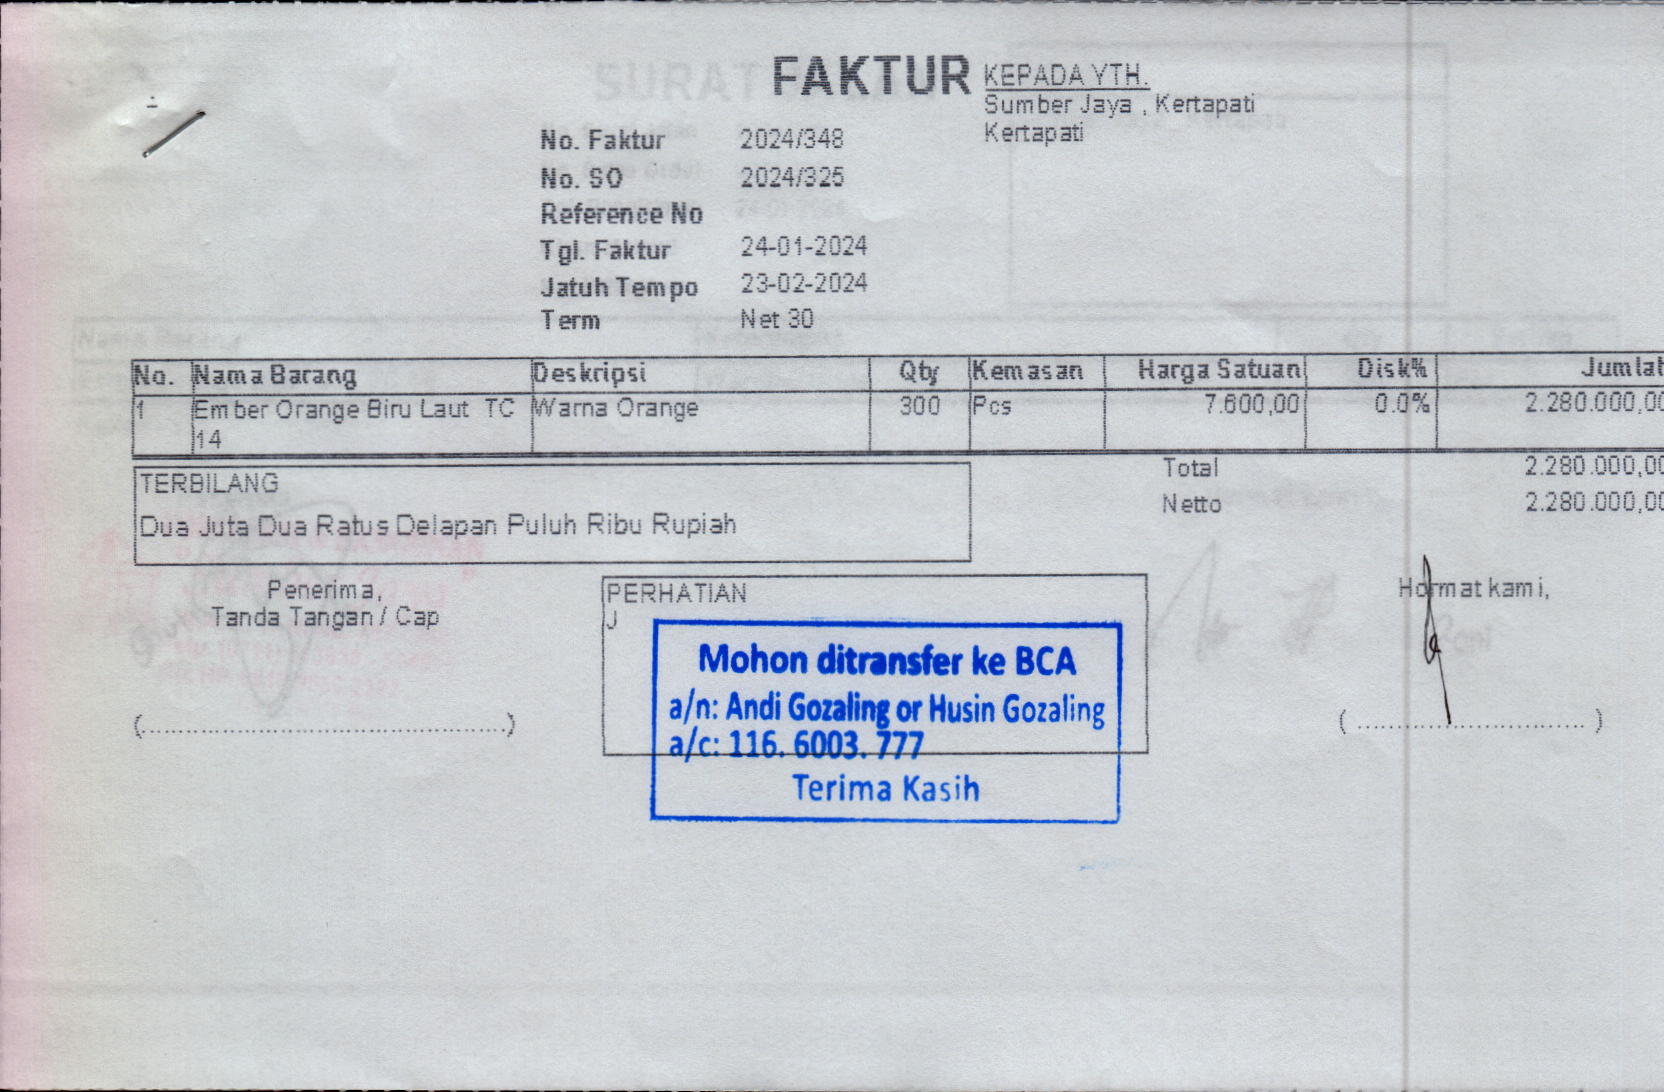 FAKTUR
KEPADA YTH.
Sumber Jaya , Kertapati
Kertapati
No. Faktur 2024/348
No. SO 2024/325
Reference No
Tgl. Faktur 24-01-2024
Jatuh Tempo 23-02-2024
Term Net 30
No. Nama Barang Deskripsi Qty Kemasan Harga Satuan Disk% Jumlah
1 Ember Orange Biru Laut TC Warna Orange 300 Pcs 7.600,00 0.0% 2.280.000,00
14
TERBILANG
Dua Juta Dua Ratus Delapan Puluh Ribu Rupiah
Total 2.280.000,00
Netto 2.280.000,00
Penerima,
Tanda Tangan / Cap
(..............................................)
PERHATIAN
J
Mohon ditransfer ke BCA
a/n: Andi Gozaling or Husin Gozaling
a/c: 116. 6003. 777
Terima Kasih
Hormat kami,
( ............................. )